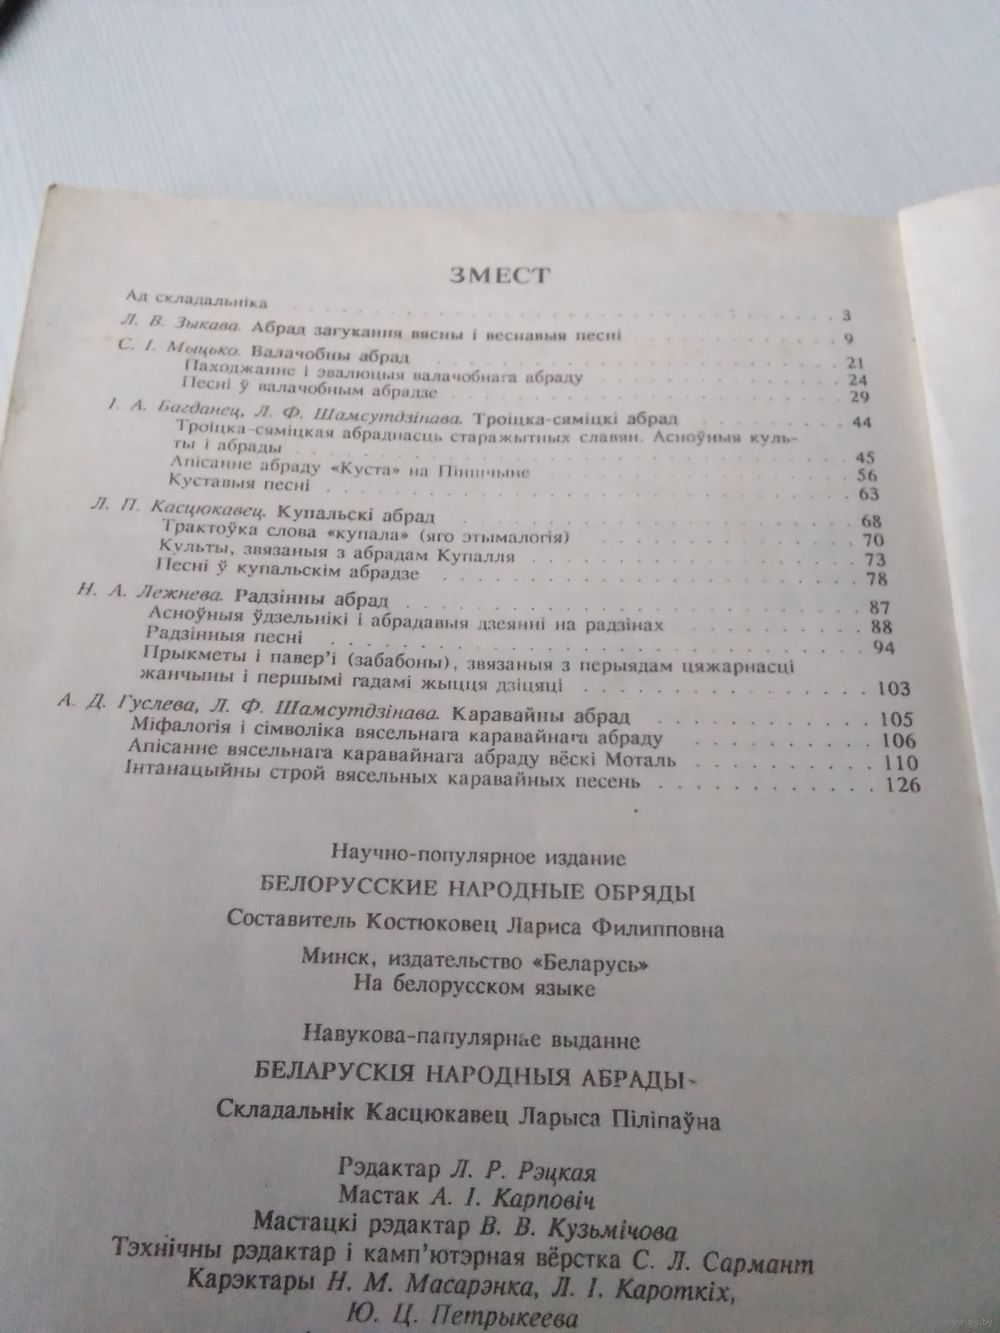 ЗМЕСТ
Ад складальніка 3
Л. В. Зыкава. Абрад загукання вясны і веснавыя песні 9
С. І. Мыцько. Валачобны абрад 21
Паходжанне і эвалюцыя валачобнага абраду 24
Песні ў валачобным абрадзе 29
І. А. Багданец, Л. Ф. Шамсутдзінава. Троіцка-сяміцкі абрад 44
Троіцка-сяміцкая абраднасць старажытных славян. Асноўныя куль-
ты і абрады 45
Апісанне абраду «Куста» на Піншчыне 56
Куставыя песні 63
Л. П. Касцюкавец. Купальскі абрад 68
Трактоўка слова «купала» (яго этымалогія) 70
Культы, звязаныя з абрадам Купалля 73
Песні ў купальскім абрадзе 78
Н. А. Лежнева. Радзінны абрад 87
Асноўныя ўдзельнікі і абрадавыя дзеянні на радзінах 88
Радзінныя песні 94
Прыкметы і павер'і (забабоны), звязаныя з перыядам цяжарнасці
жанчыны і першымі гадамі жыцця дзіцяці 103
А. Д. Гуслева, Л. Ф. Шамсутдзінава. Каравайны абрад 105
Міфалогія і сімволіка вясельнага каравайнага абраду 106
Апісанне вясельнага каравайнага абраду вёскі Моталь 110
Інтанацыйны строй вясельных каравайных песень 126
Научно-популярное издание
БЕЛОРУССКИЕ НАРОДНЫЕ ОБРЯДЫ
Составитель Костюковец Лариса Филипповна
Минск, издательство «Беларусь»
На белорусском языке
Навукова-папулярнае выданне
БЕЛАРУСКІЯ НАРОДНЫЯ АБРАДЫ
Складальнік Касцюкавец Ларыса Піліпаўна
Рэдактар Л. Р. Рэцкая
Мастак А. І. Карповіч
Мастацкі рэдактар В. В. Кузьмічова
Тэхнічны рэдактар і камп'ютэрная вёрстка С. Л. Сармант
Карэктары Н. М. Масарэнка, Л. І. Кароткіх,
Ю. Ц. Петрыкеева
www.ay.by